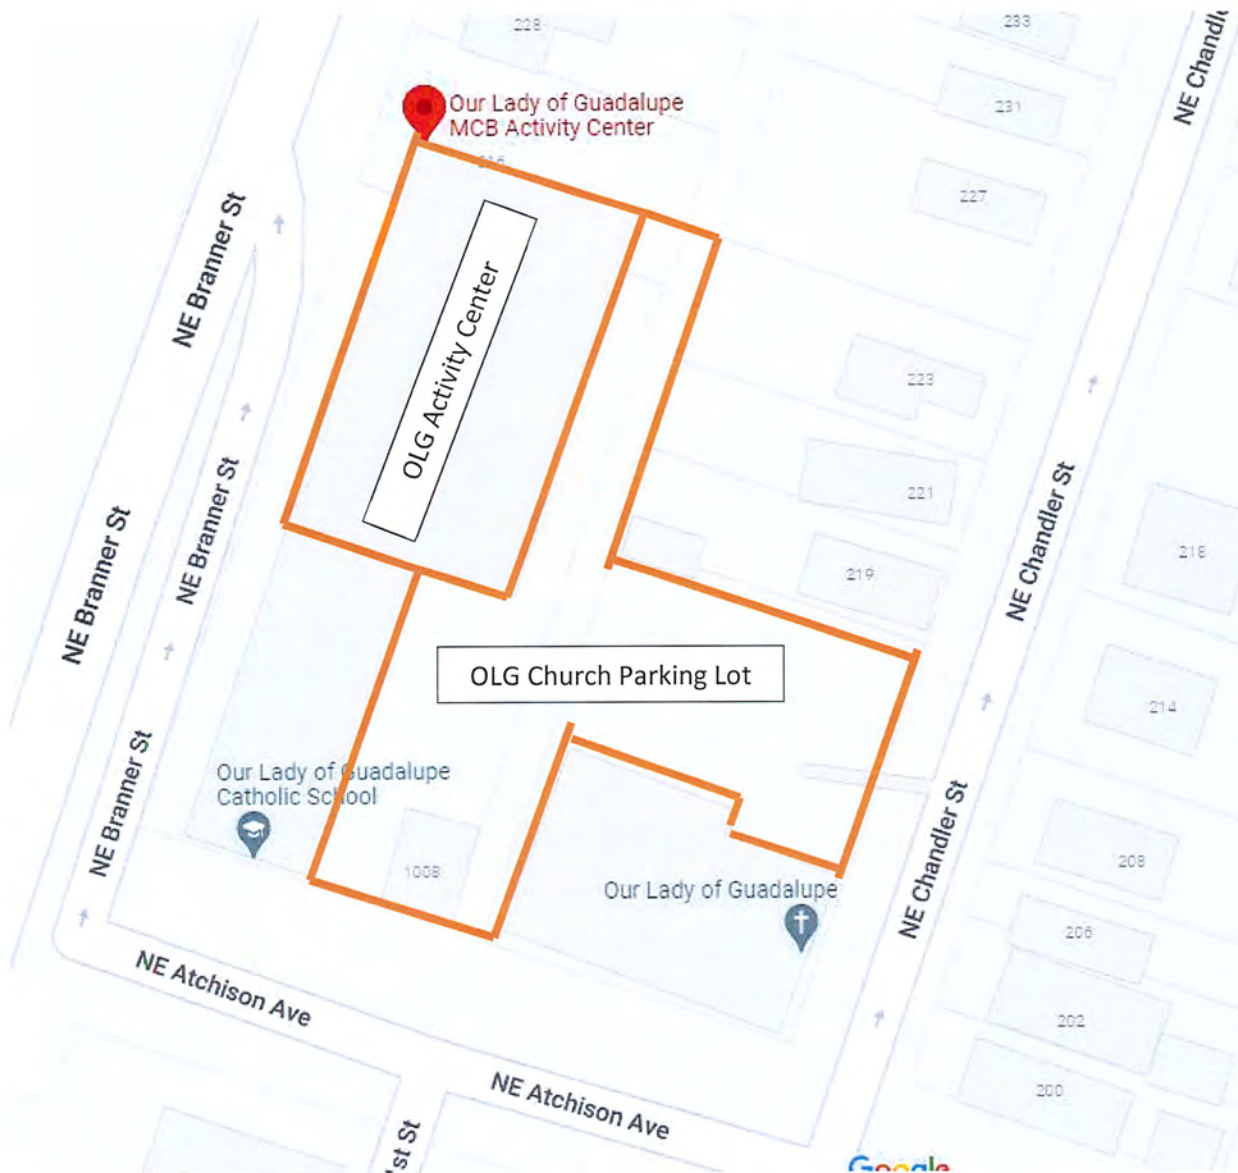 228
233
NE Chandl
Our Lady of Guadalupe
MCB Activity Center
231
216
227
NE Branner St
OLG Activity Center
223
221
NE Branner St
NE Branner St
NE Chandler St
218
219
OLG Church Parking Lot
214
Our Lady of Guadalupe
Catholic School
NE Branner St
1008
208
Our Lady of Guadalupe
NE Chandler St
206
NE Atchison Ave
202
NE Atchison Ave
200
1st St
Google